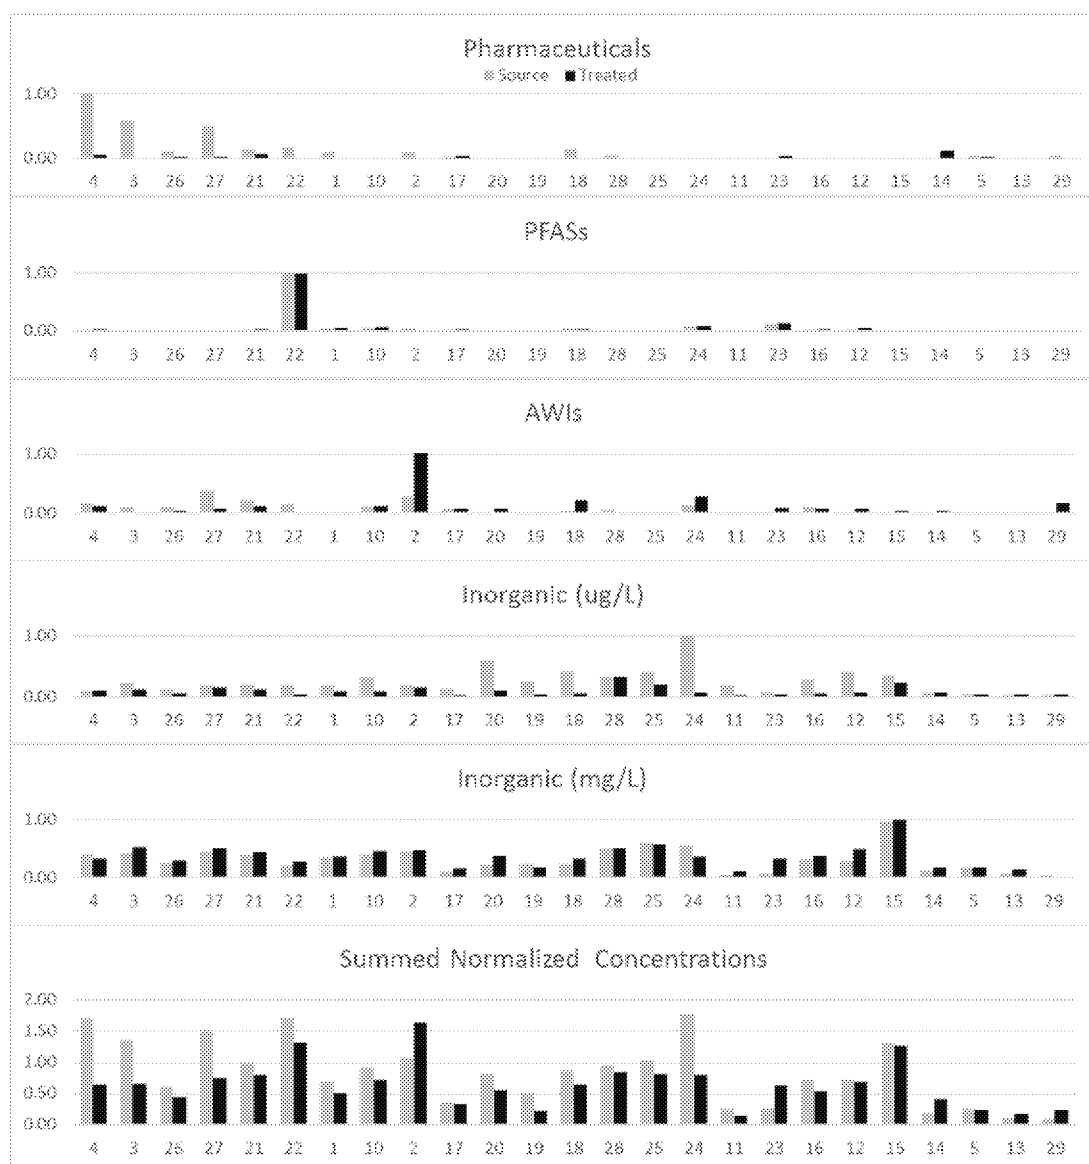 Pharmaceuticals
Source Treated
1.00
0.00
4 3 26 27 21 22 1 10 2 17 20 19 18 28 25 24 11 23 16 12 15 14 5 13 29
PFASs
1.00
0.00
4 3 26 27 21 22 1 10 2 17 20 19 18 28 25 24 11 23 16 12 15 14 5 13 29
AWIs
1.00
0.00
4 3 26 27 21 22 1 10 2 17 20 19 18 28 25 24 11 23 16 12 15 14 5 13 29
Inorganic (ug/L)
1.00
0.00
4 3 26 27 21 22 1 10 2 17 20 19 18 28 25 24 11 23 16 12 15 14 5 13 29
Inorganic (mg/L)
1.00
0.00
4 3 26 27 21 22 1 10 2 17 20 19 18 28 25 24 11 23 16 12 15 14 5 13 29
Summed Normalized Concentrations
2.00
1.50
1.00
0.50
0.00
4 3 26 27 21 22 1 10 2 17 20 19 18 28 25 24 11 23 16 12 15 14 5 13 29